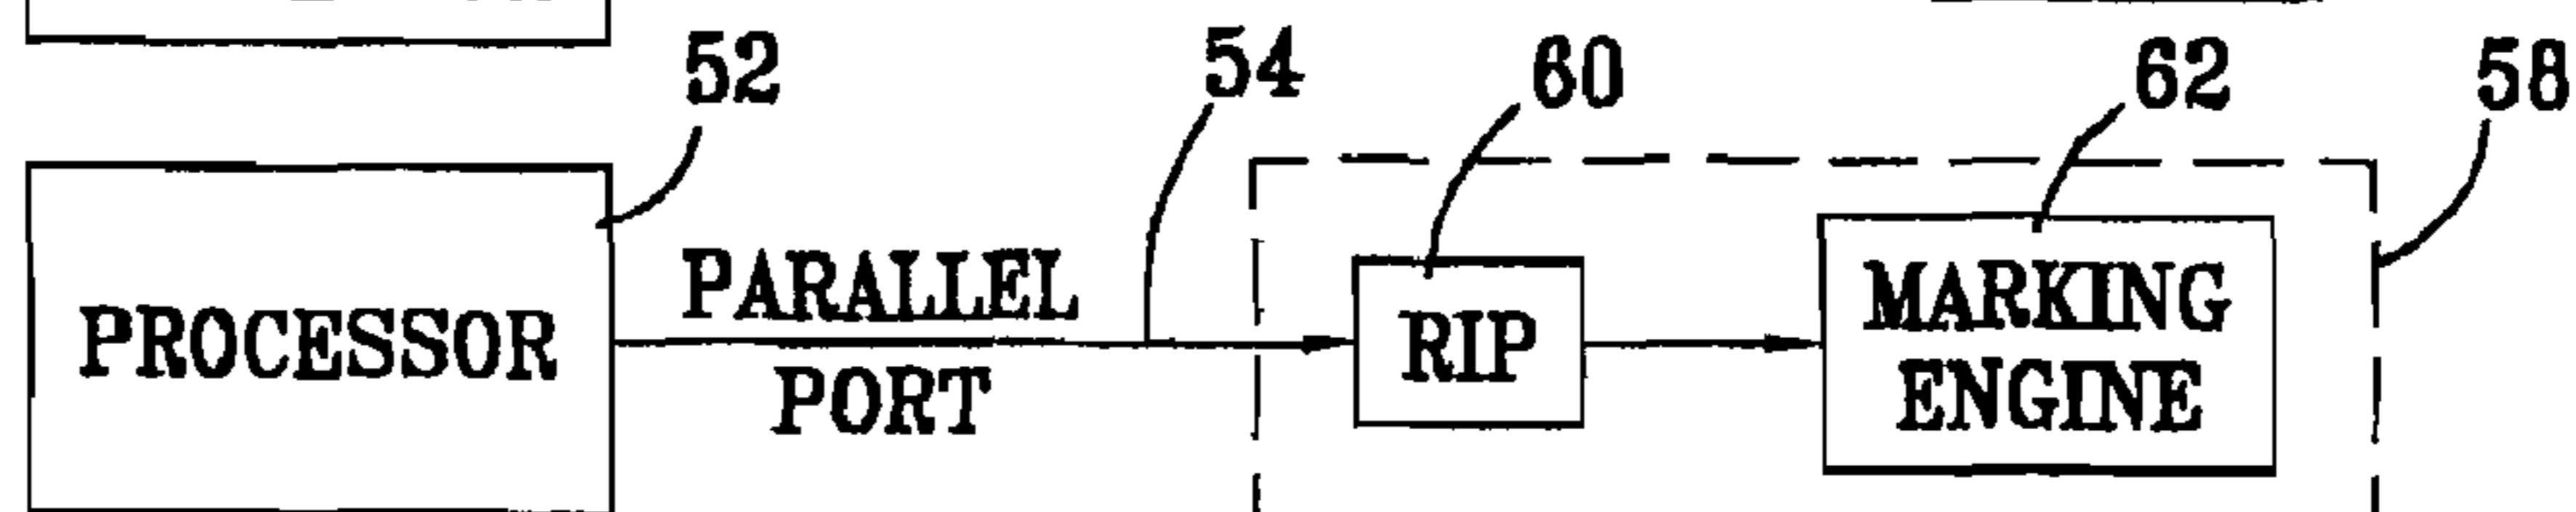 52
54
60
62
58
PROCESSOR
PARALLEL
PORT
RIP
MARKING
ENGINE